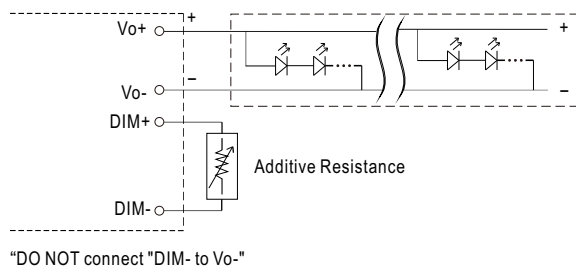 Vo+
+
+
Vo-
−
−
DIM+
Additive Resistance
DIM-
“DO NOT connect "DIM- to Vo-"